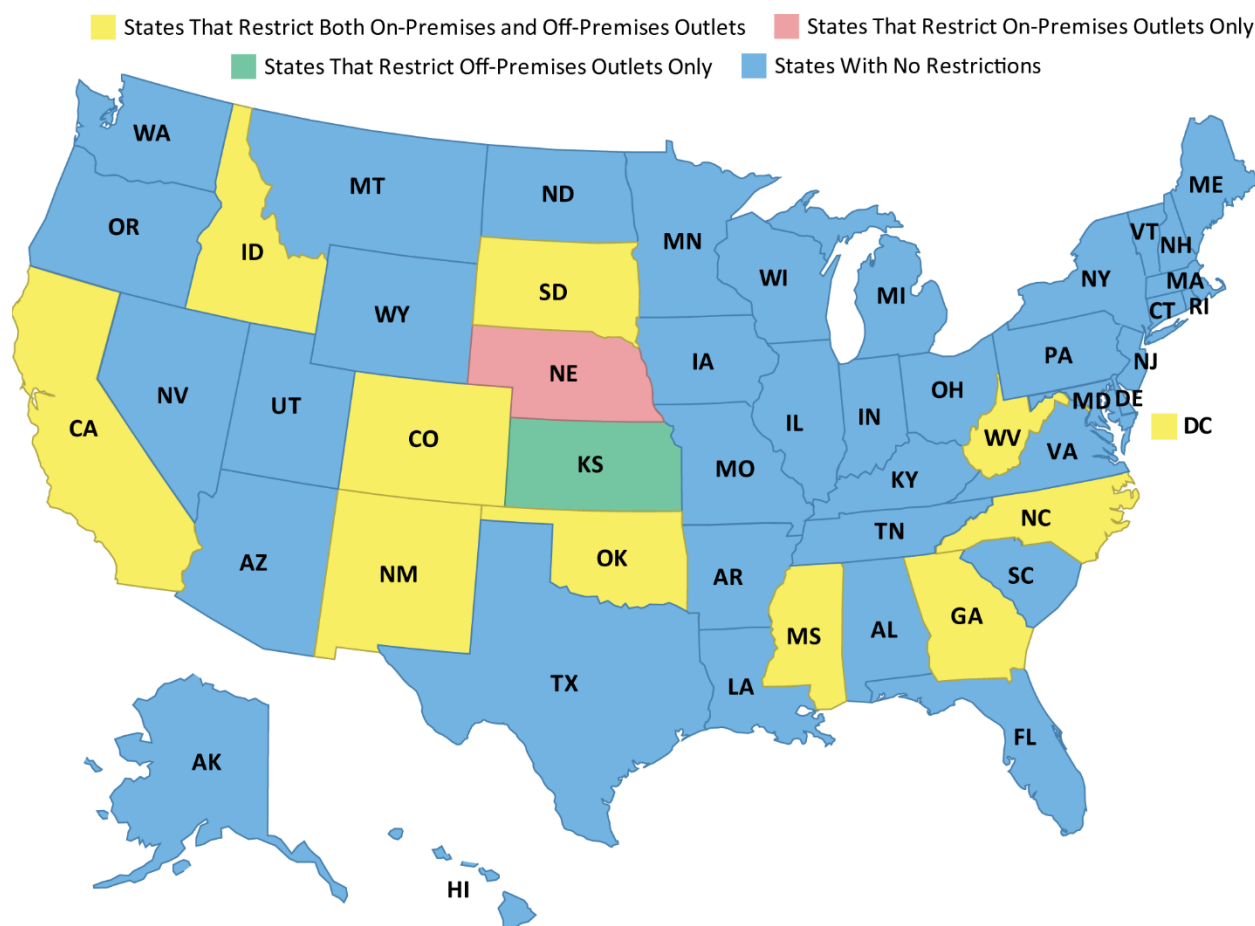 States That Restrict Both On-Premises and Off-Premises Outlets
States That Restrict On-Premises Outlets Only
States That Restrict Off-Premises Outlets Only
States With No Restrictions
WA
MT
ND
MN
ME
OR
ID
SD
WI
MI
VT
NH
NY
MA
CT
RI
WY
NE
IA
PA
NJ
NV
UT
CO
KS
IL
IN
OH
MD
DE
DC
CA
MO
KY
WV
VA
AZ
NM
OK
AR
TN
NC
SC
TX
LA
MS
AL
GA
FL
AK
HI